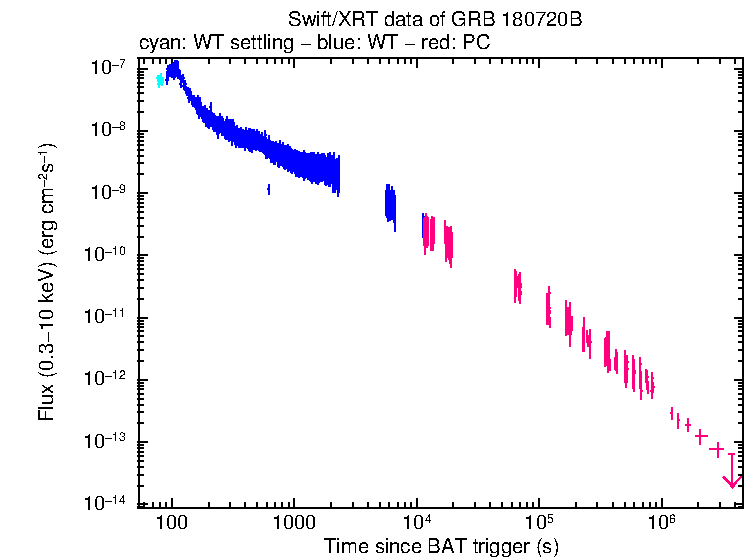 Swift/XRT data of GRB 180720B
cyan: WT settling – blue: WT – red: PC
Flux (0.3–10 keV) (erg cm⁻² s⁻¹)
10⁻⁷
10⁻⁸
10⁻⁹
10⁻¹⁰
10⁻¹¹
10⁻¹²
10⁻¹³
10⁻¹⁴
100 1000 10⁴ 10⁵ 10⁶
Time since BAT trigger (s)